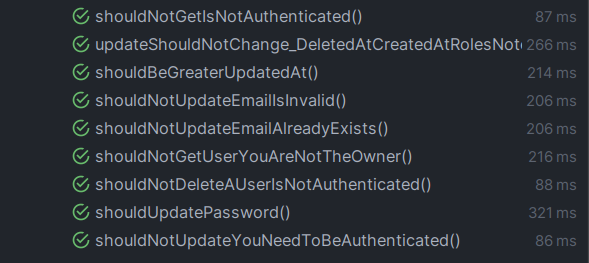 shouldNotGetIsNotAuthenticated() 87 ms
updateShouldNotChange_DeletedAtCreatedAtRolesNot 266 ms
shouldBeGreaterUpdatedAt() 214 ms
shouldNotUpdateEmailIsInvalid() 206 ms
shouldNotUpdateEmailAlreadyExists() 206 ms
shouldNotGetUserYouAreNotTheOwner() 216 ms
shouldNotDeleteAUserIsNotAuthenticated() 88 ms
shouldUpdatePassword() 321 ms
shouldNotUpdateYouNeedToBeAuthenticated() 86 ms